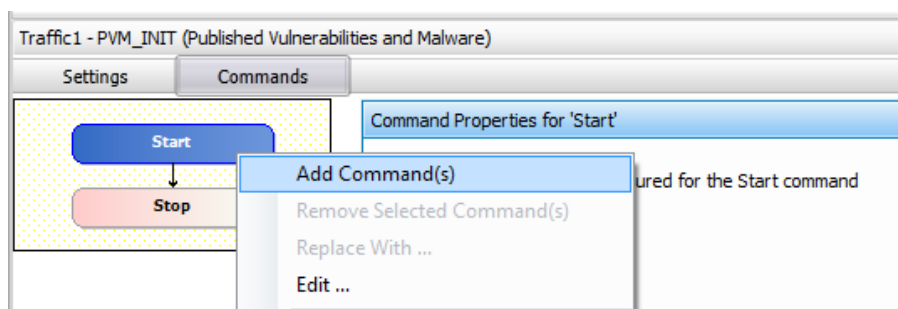 Traffic1 - PVM_INIT (Published Vulnerabilities and Malware)
Settings Commands
Command Properties for 'Start'
Start
Add Command(s)
ured for the Start command
Stop
Remove Selected Command(s)
Replace With ...
Edit ...